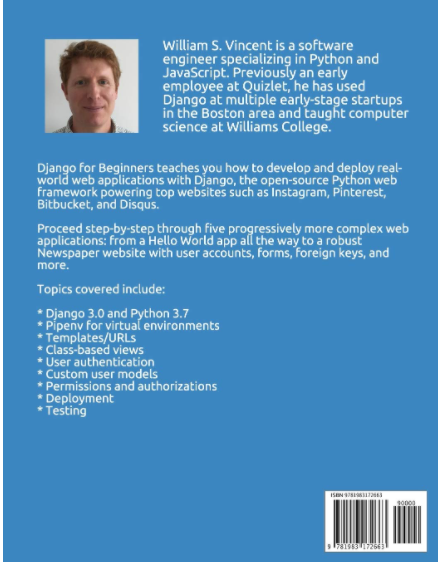 William S. Vincent is a software
engineer specializing in Python and
JavaScript. Previously an early
employee at Quizlet, he has used
Django at multiple early-stage startups
in the Boston area and taught computer
science at Williams College.
Django for Beginners teaches you how to develop and deploy real-
world web applications with Django, the open-source Python web
framework powering top websites such as Instagram, Pinterest,
Bitbucket, and Disqus.
Proceed step-by-step through five progressively more complex web
applications: from a Hello World app all the way to a robust
Newspaper website with user accounts, forms, foreign keys, and
more.
Topics covered include:
* Django 3.0 and Python 3.7
* Pipenv for virtual environments
* Templates/URLs
* Class-based views
* User authentication
* Custom user models
* Permissions and authorizations
* Deployment
* Testing
ISBN 9781983172663
90000
9 781983 172663